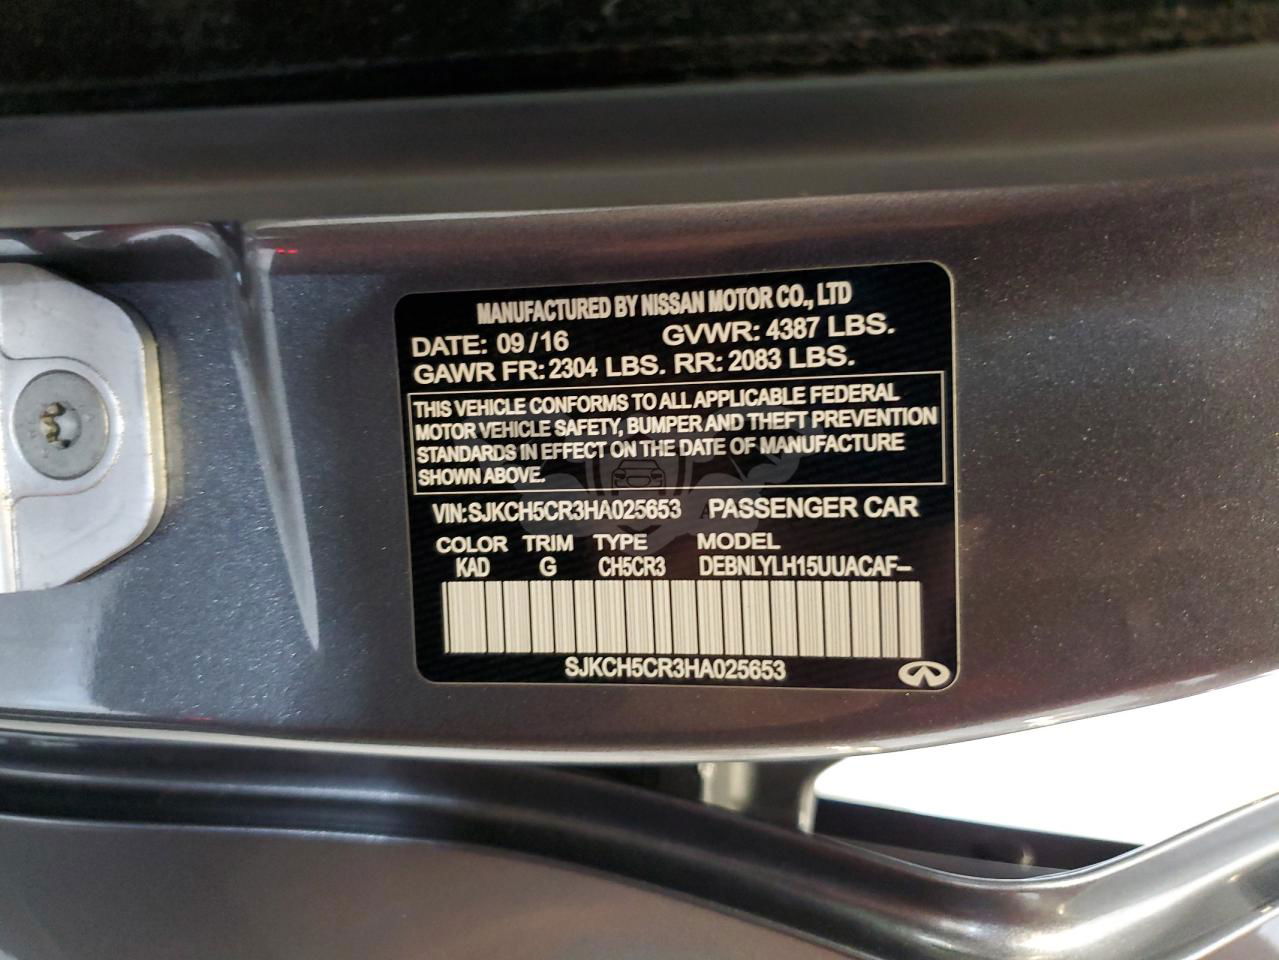 MANUFACTURED BY NISSAN MOTOR CO., LTD
DATE: 09/16 GVWR: 4387 LBS.
GAWR FR: 2304 LBS. RR: 2083 LBS.
THIS VEHICLE CONFORMS TO ALL APPLICABLE FEDERAL
MOTOR VEHICLE SAFETY, BUMPER AND THEFT PREVENTION
STANDARDS IN EFFECT ON THE DATE OF MANUFACTURE
SHOWN ABOVE.
VIN: SJKCH5CR3HA025653 PASSENGER CAR
COLOR TRIM TYPE MODEL
KAD G CH5CR3 DEBNLYLH15UUACAF-
SJKCH5CR3HA025653